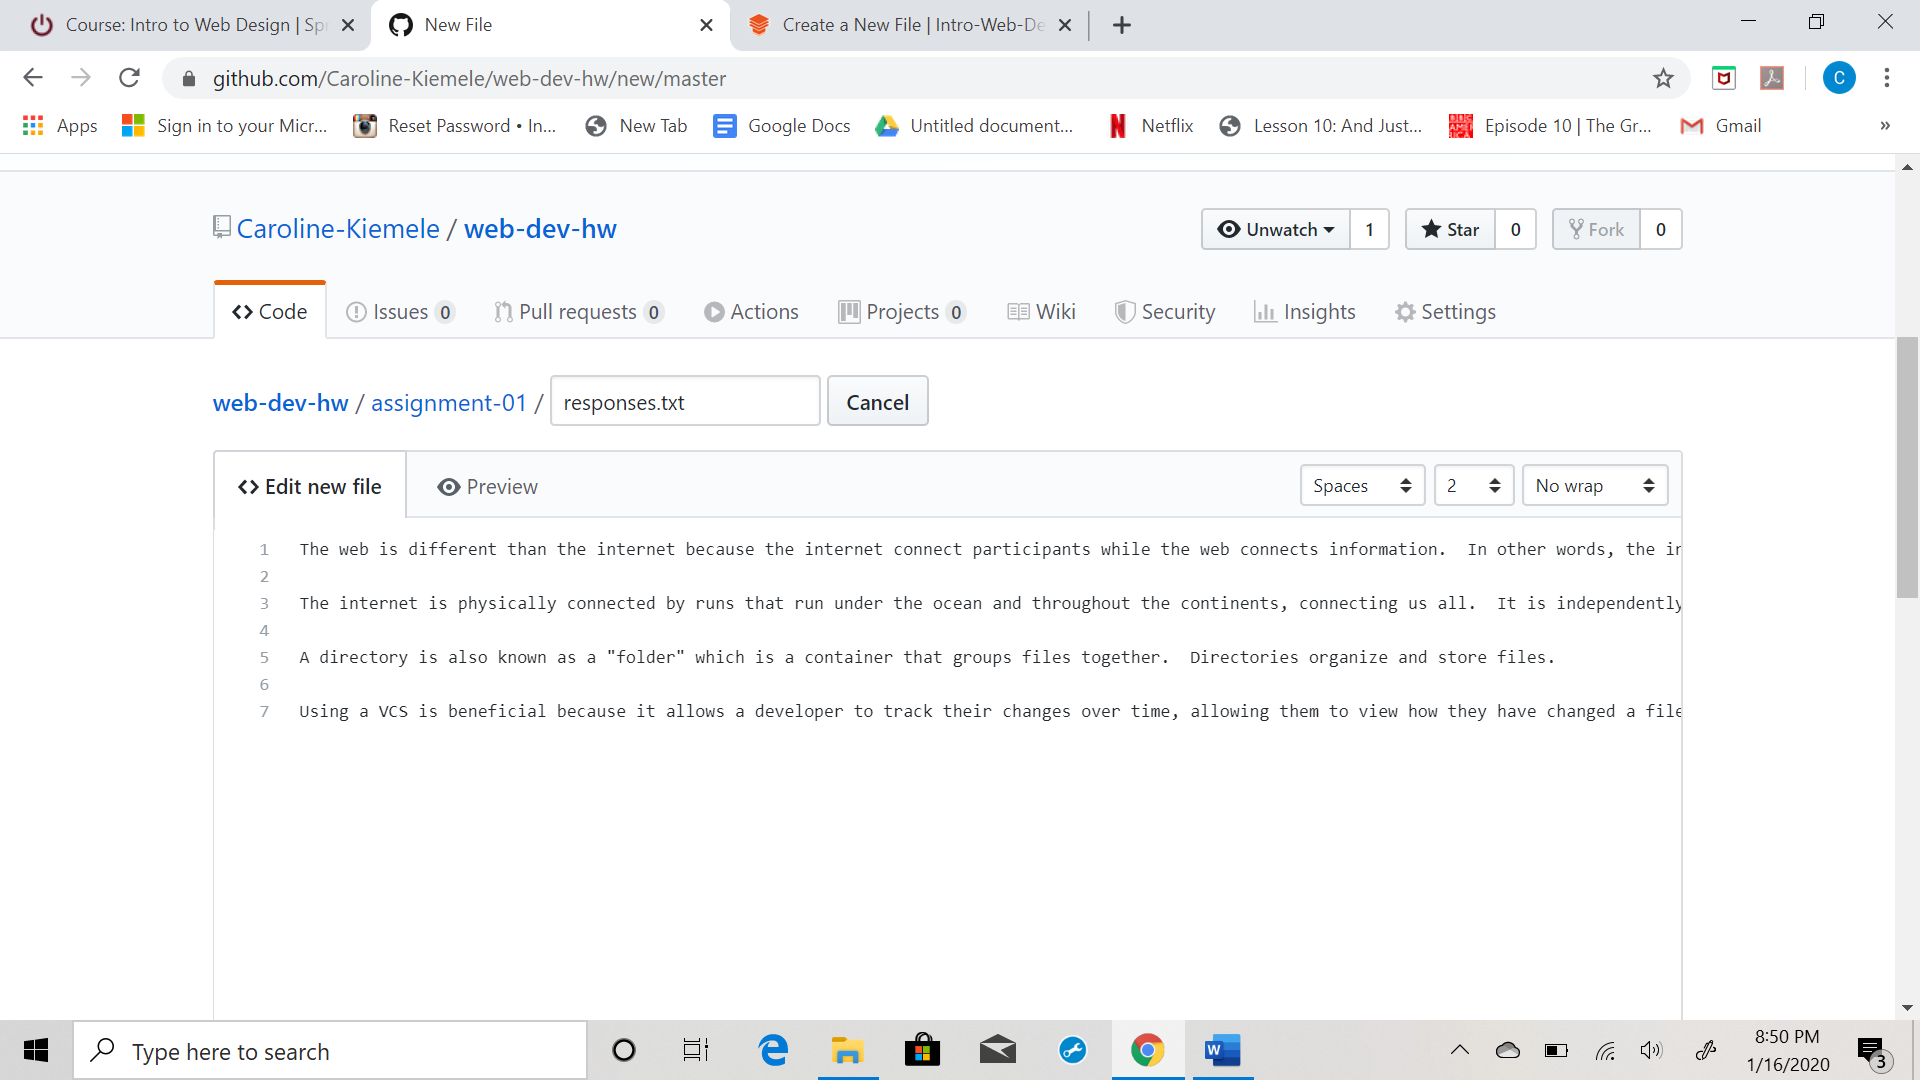 Course: Intro to Web Design | Sp
New File
Create a New File | Intro-Web-De
github.com/Caroline-Kiemele/web-dev-hw/new/master
C
Apps
Sign in to your Micr...
Reset Password • In...
New Tab
Google Docs
Untitled document...
Netflix
Lesson 10: And Just...
Episode 10 | The Gr...
Gmail
»
Caroline-Kiemele / web-dev-hw
Unwatch 1
Star 0
Fork 0
Code
Issues 0
Pull requests 0
Actions
Projects 0
Wiki
Security
Insights
Settings
web-dev-hw / assignment-01 / responses.txt Cancel
Edit new file
Preview
Spaces
2
No wrap
1 The web is different than the internet because the internet connect participants while the web connects information.  In other words, the
2
3 The internet is physically connected by runs that run under the ocean and throughout the continents, connecting us all.  It is independently
4
5 A directory is also known as a "folder" which is a container that groups files together.  Directories organize and store files.
6
7 Using a VCS is beneficial because it allows a developer to track their changes over time, allowing them to view how they have changed a file
Type here to search
W
8:50 PM
1/16/2020
3